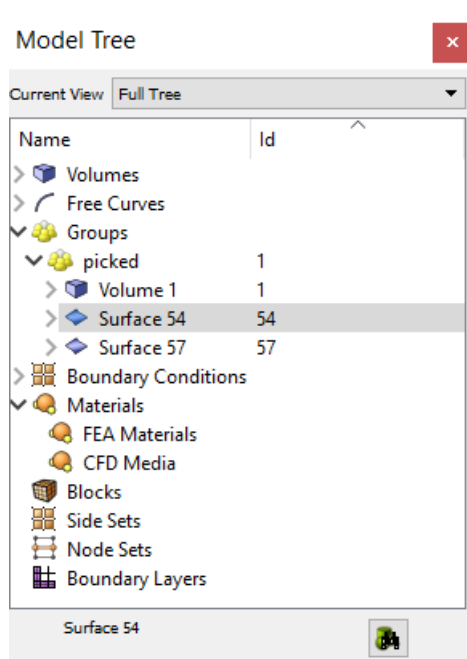 Model Tree
Current View Full Tree
Name Id
Volumes
Free Curves
Groups
picked 1
Volume 1 1
Surface 54 54
Surface 57 57
Boundary Conditions
Materials
FEA Materials
CFD Media
Blocks
Side Sets
Node Sets
Boundary Layers
Surface 54